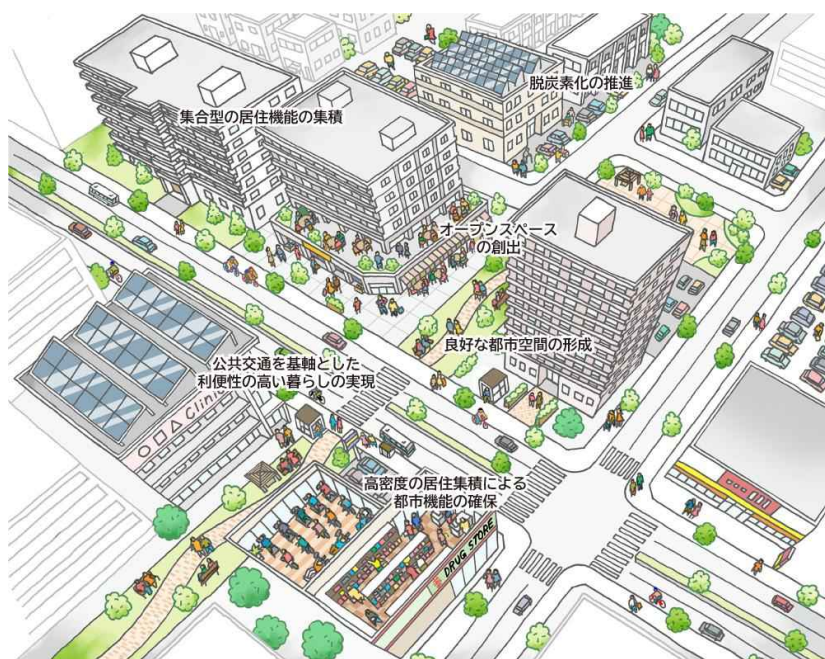 脱炭素化の推進
集合型の居住機能の集積
オープンスペース
の創出
良好な都市空間の形成
公共交通を基軸とした
利便性の高い暮らしの実現
○□△ Clinic
高密度の居住集積による
都市機能の確保
DRUG STORE